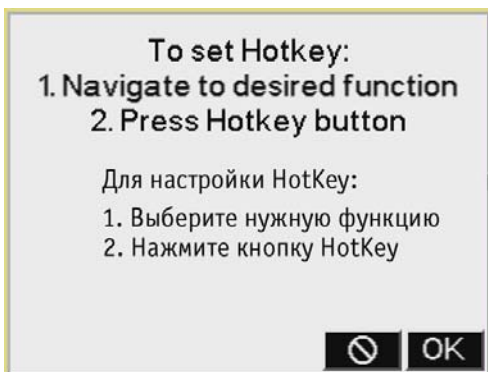 To set Hotkey:
1. Navigate to desired function
2. Press Hotkey button
Для настройки HotKey:
1. Выберите нужную функцию
2. Нажмите кнопку HotKey
OK